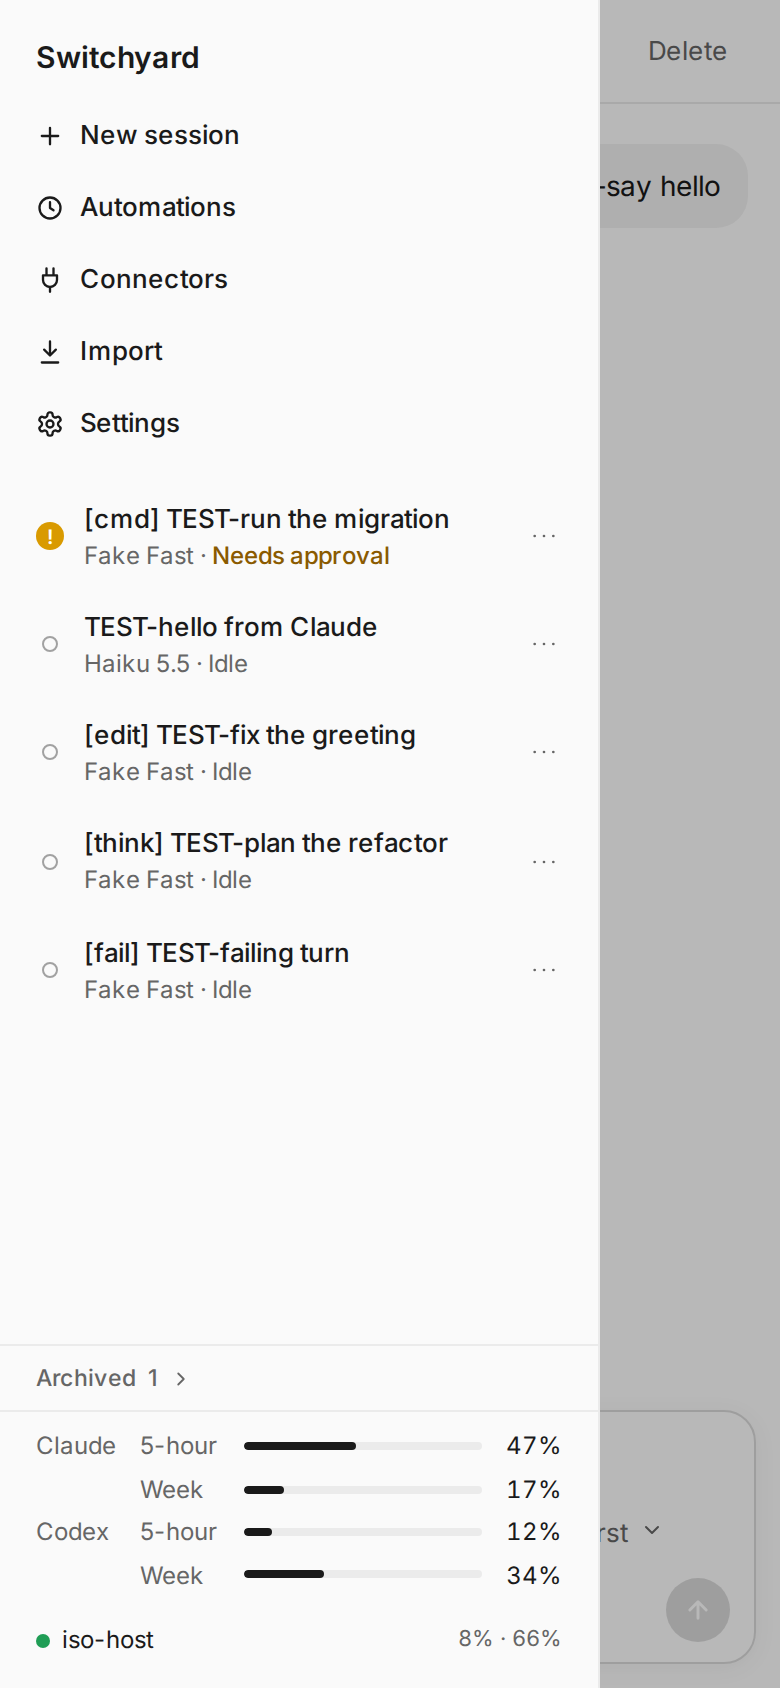 Switchyard
Delete
New session
-say hello
Automations
Connectors
Import
Settings
[cmd] TEST-run the migration
Fake Fast · Needs approval
...
TEST-hello from Claude
Haiku 5.5 · Idle
...
[edit] TEST-fix the greeting
Fake Fast · Idle
...
[think] TEST-plan the refactor
Fake Fast · Idle
...
[fail] TEST-failing turn
Fake Fast · Idle
...
Archived 1
Claude 5-hour 47%
Week 17%
Codex 5-hour 12%
rst
Week 34%
iso-host 8% · 66%